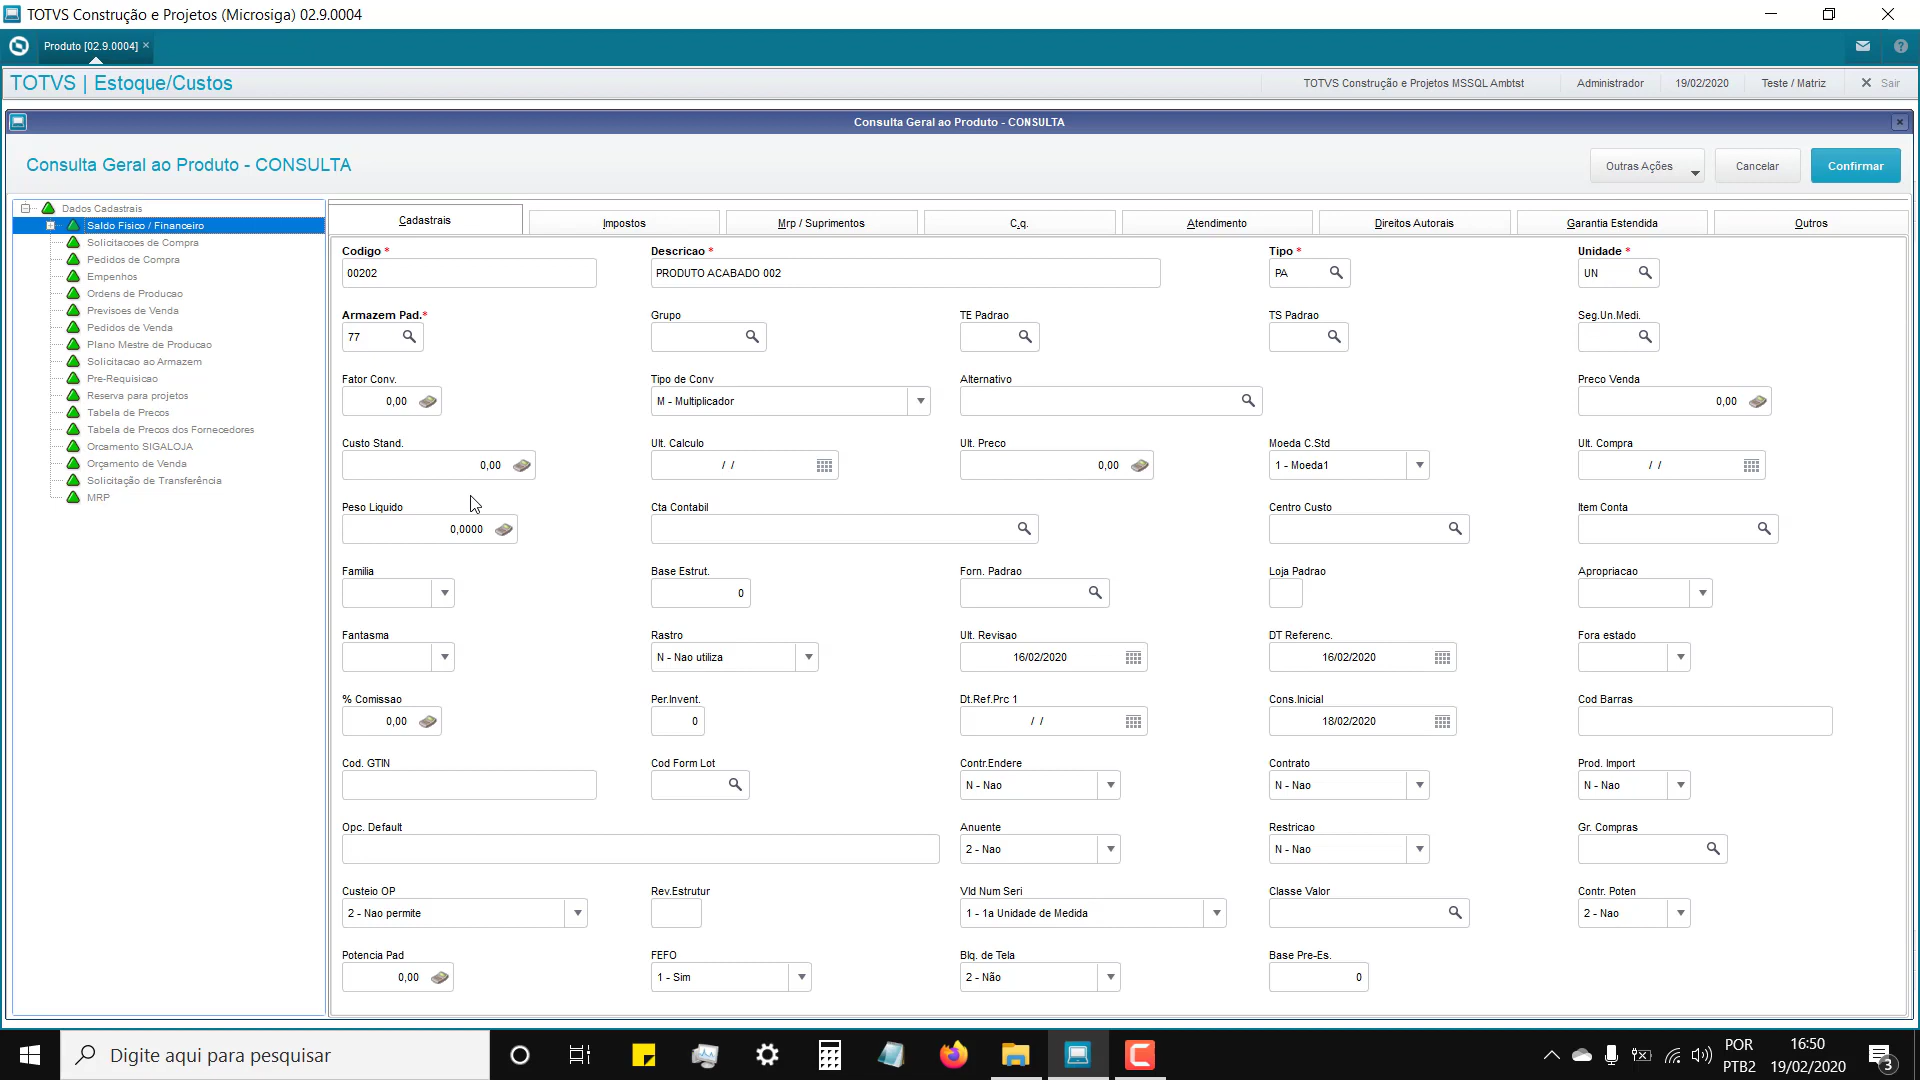 TOTVS Construção e Projetos (Microsiga) 02.9.0004
Produto [02.9.0004]
TOTVS | Estoque/Custos
TOTVS Construção e Projetos MSSQL Ambtst
Administrador
19/02/2020
Teste / Matriz
Sair
Consulta Geral ao Produto - CONSULTA
Consulta Geral ao Produto - CONSULTA
Outras Ações
Cancelar
Confirmar
Dados Cadastrais
Saldo Fisico / Financeiro
Solicitacoes de Compra
Pedidos de Compra
Empenhos
Ordens de Producao
Previsoes de Venda
Pedidos de Venda
Plano Mestre de Producao
Solicitacao ao Armazem
Pre-Requisicao
Reserva para projetos
Tabela de Precos
Tabela de Precos dos Fornecedores
Orcamento SIGALOJA
Orçamento de Venda
Solicitação de Transferência
MRP
Cadastrais
Impostos
Mrp / Suprimentos
C.q.
Atendimento
Direitos Autorais
Garantia Estendida
Outros
Codigo *
Descricao *
Tipo *
Unidade *
00202
PRODUTO ACABADO 002
PA
UN
Armazem Pad.*
Grupo
TE Padrao
TS Padrao
Seg.Un.Medi.
77
Fator Conv.
Tipo de Conv
Alternativo
Preco Venda
0,00
M - Multiplicador
0,00
Custo Stand.
Ult. Calculo
Ult. Preco
Moeda C.Std
Ult. Compra
0,00
/ /
0,00
1 - Moeda1
/ /
Peso Liquido
Cta Contabil
Centro Custo
Item Conta
0,0000
Familia
Base Estrut.
Forn. Padrao
Loja Padrao
Apropriacao
0
Fantasma
Rastro
Ult. Revisao
DT Referenc.
Fora estado
N - Nao utiliza
16/02/2020
16/02/2020
% Comissao
Per.Invent.
Dt.Ref.Prc 1
Cons.Inicial
Cod Barras
0,00
0
/ /
18/02/2020
Cod. GTIN
Cod Form Lot
Contr.Endere
Contrato
Prod. Import
N - Nao
N - Nao
N - Nao
Opc. Default
Anuente
Restricao
Gr. Compras
2 - Nao
N - Nao
Custeio OP
Rev.Estrutur
Vld Num Seri
Classe Valor
Contr. Poten
2 - Nao permite
1 - 1a Unidade de Medida
2 - Nao
Potencia Pad
FEFO
Blq. de Tela
Base Pre-Es.
0,00
1 - Sim
2 - Não
0
Digite aqui para pesquisar
POR
PTB2
16:50
19/02/2020
3